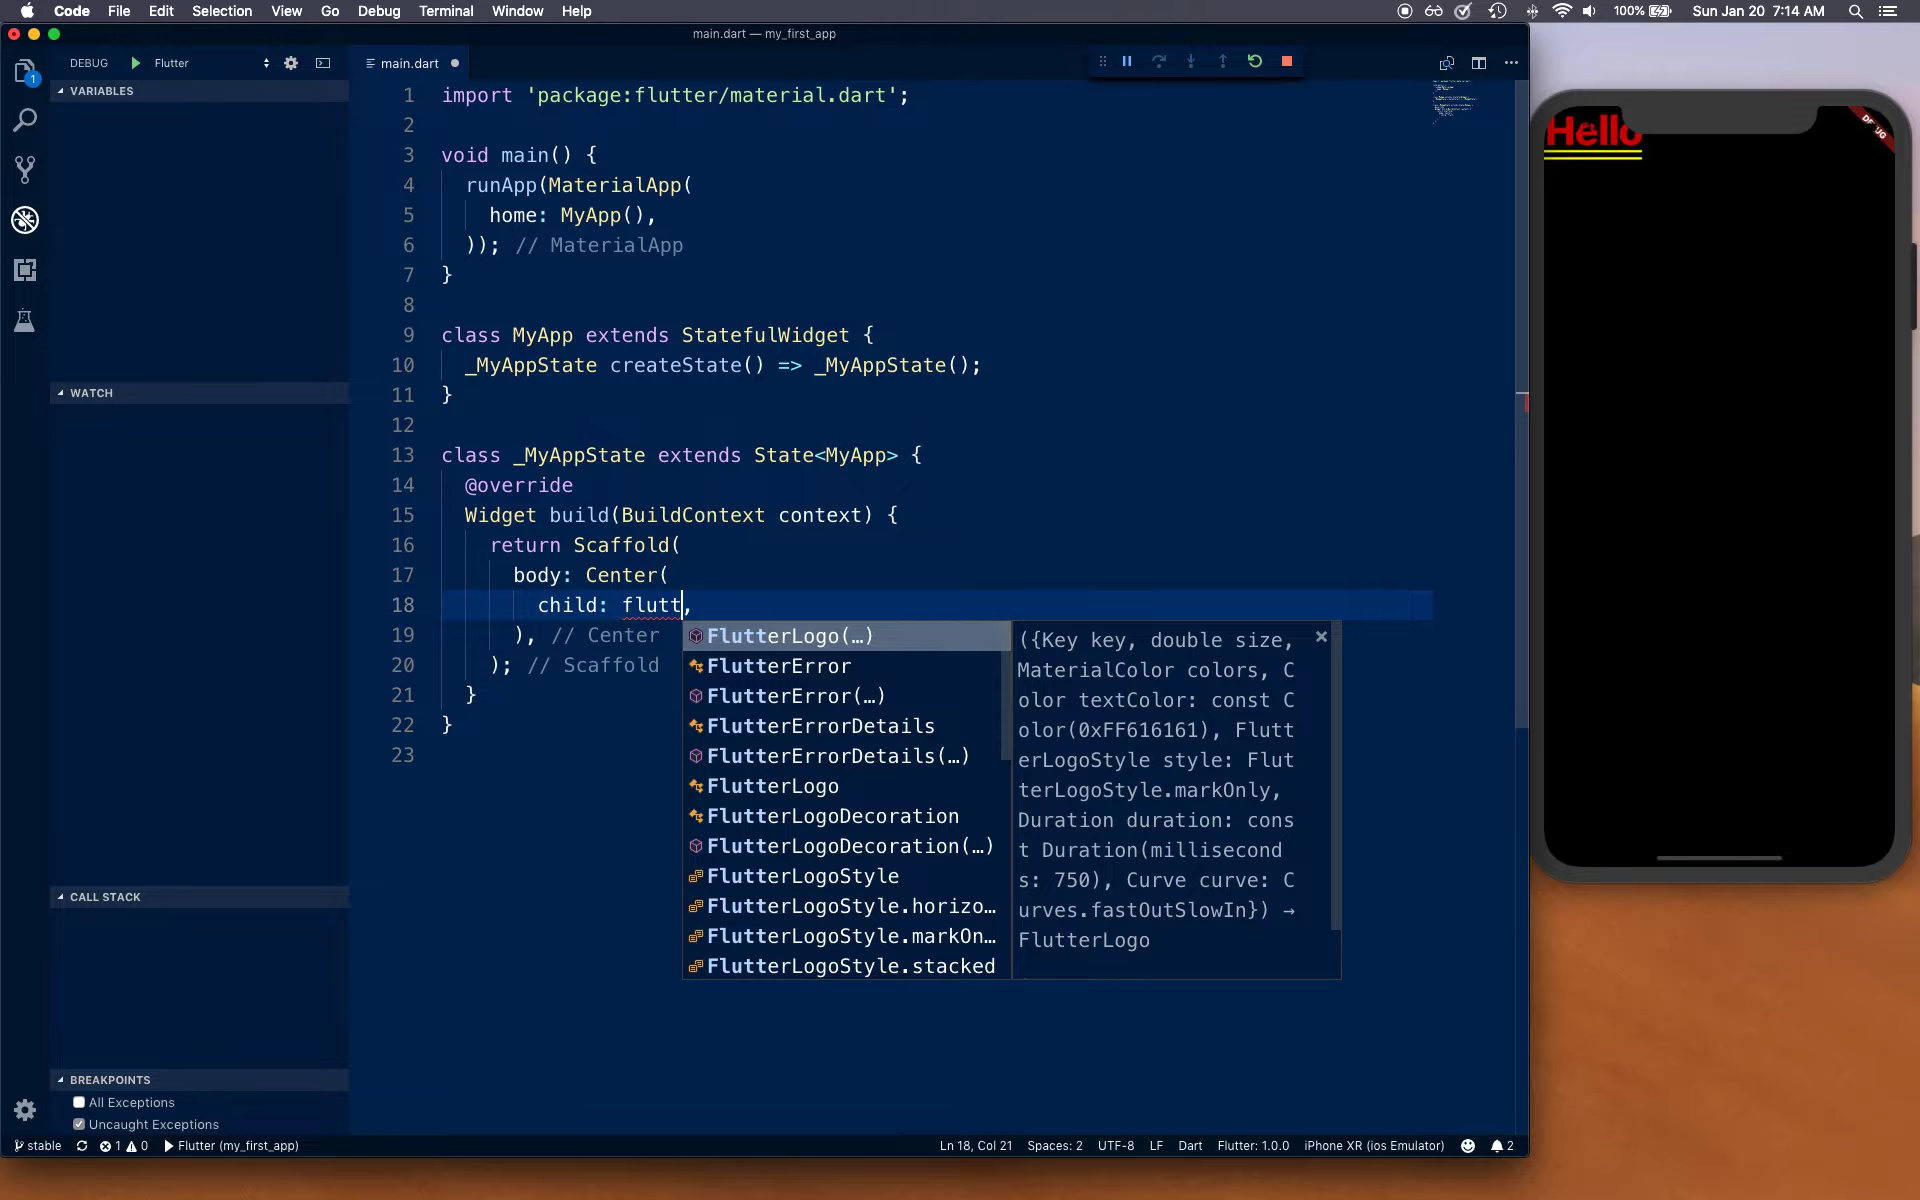 Code File Edit Selection View Go Debug Terminal Window Help 100% Sun Jan 20 7:14 AM
main.dart — my_first_app
DEBUG Flutter
main.dart
VARIABLES
WATCH
CALL STACK
BREAKPOINTS
All Exceptions
Uncaught Exceptions
1
1 import 'package:flutter/material.dart';
2
3 void main() {
4 runApp(MaterialApp(
5 home: MyApp(),
6 )); // MaterialApp
7 }
8
9 class MyApp extends StatefulWidget {
10 _MyAppState createState() => _MyAppState();
11 }
12
13 class _MyAppState extends State<MyApp> {
14 @override
15 Widget build(BuildContext context) {
16 return Scaffold(
17 body: Center(
18 child: flutt,
19 ), // Center
20 ); // Scaffold
21 }
22 }
23
FlutterLogo(…)
FlutterError
FlutterError(…)
FlutterErrorDetails
FlutterErrorDetails(…)
FlutterLogo
FlutterLogoDecoration
FlutterLogoDecoration(…)
FlutterLogoStyle
FlutterLogoStyle.horizo…
FlutterLogoStyle.markOn…
FlutterLogoStyle.stacked
({Key key, double size,
MaterialColor colors, C
olor textColor: const C
olor(0xFF616161), Flutt
erLogoStyle style: Flut
terLogoStyle.markOnly,
Duration duration: cons
t Duration(millisecond
s: 750), Curve curve: C
urves.fastOutSlowIn}) →
FlutterLogo
Hello
DEBUG
stable 1 0 Flutter (my_first_app) Ln 18, Col 21 Spaces: 2 UTF-8 LF Dart Flutter: 1.0.0 iPhone XR (ios Emulator) 2